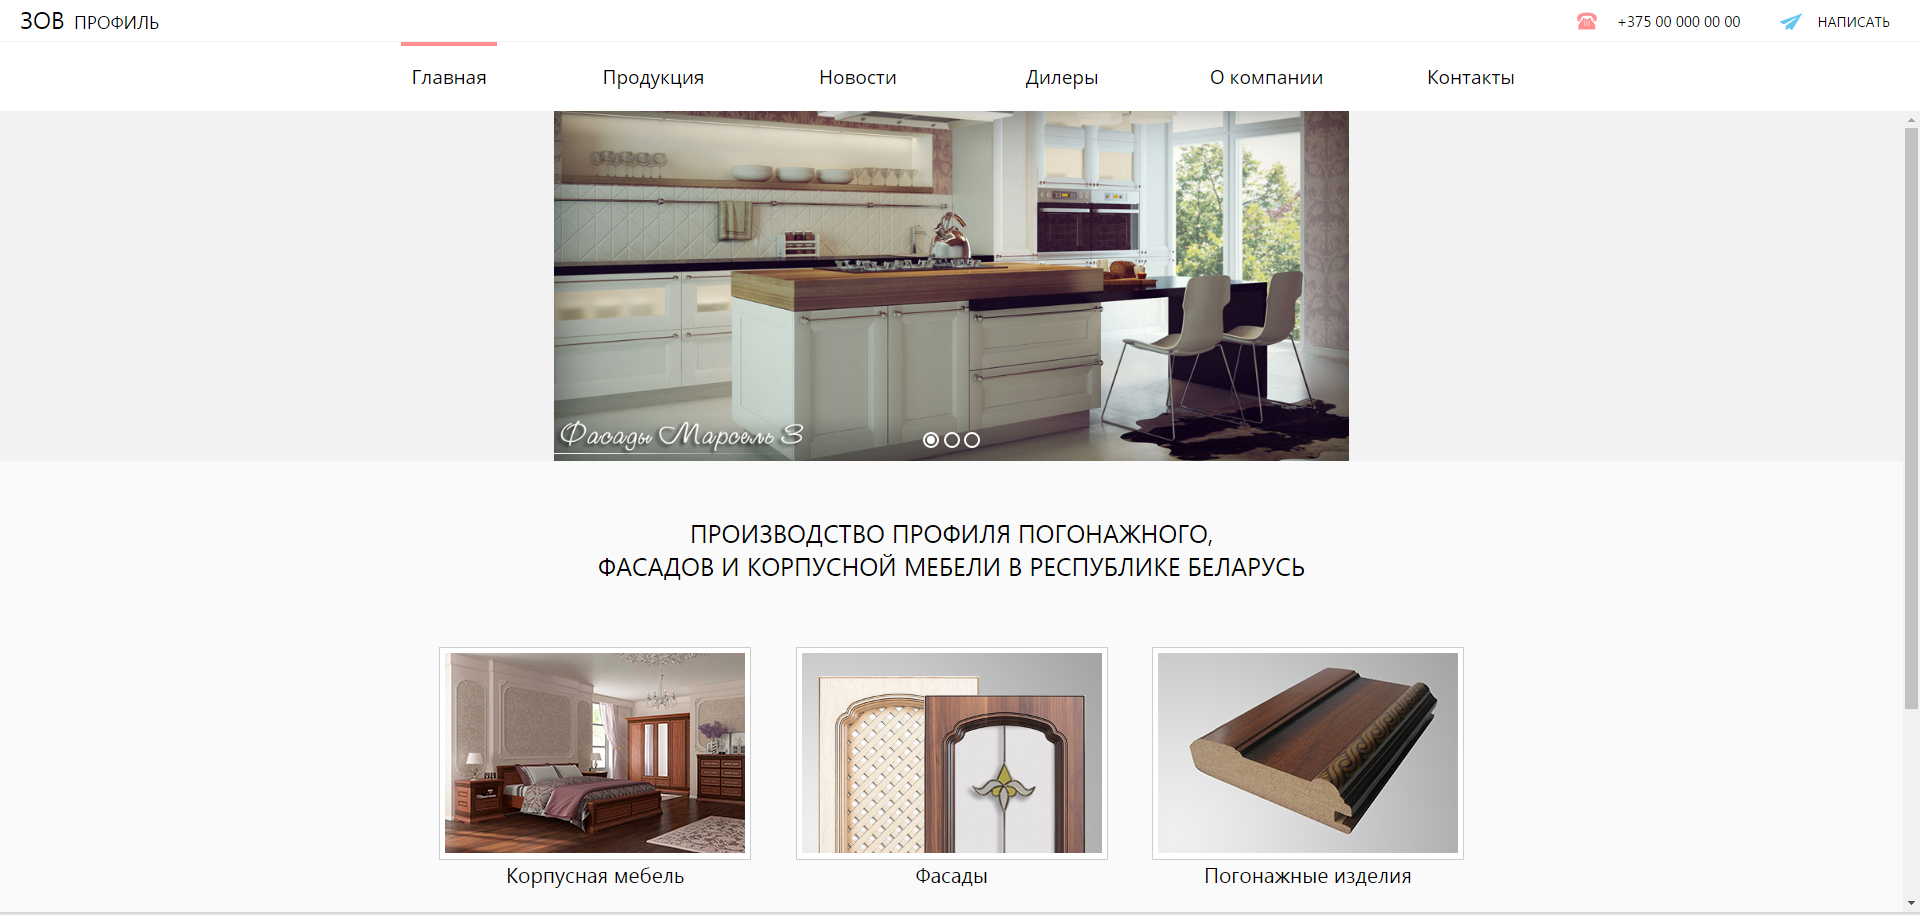 ЗОВ ПРОФИЛЬ
+375 00 000 00 00
НАПИСАТЬ
Главная
Продукция
Новости
Дилеры
О компании
Контакты
Фасады Марсель 3
ПРОИЗВОДСТВО ПРОФИЛЯ ПОГОНАЖНОГО,
ФАСАДОВ И КОРПУСНОЙ МЕБЕЛИ В РЕСПУБЛИКЕ БЕЛАРУСЬ
Корпусная мебель
Фасады
Погонажные изделия